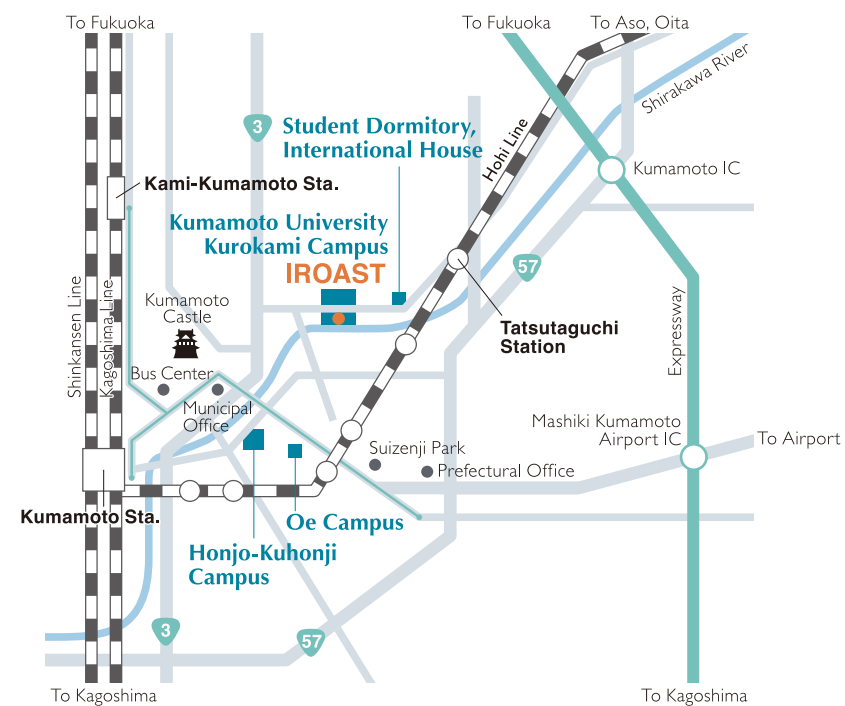 To Fukuoka
To Fukuoka
To Aso, Oita
Shirakawa River
3
Student Dormitory,
International House
Hohi Line
Kumamoto IC
Kami-Kumamoto Sta.
Kumamoto University
Kurokami Campus
IROAST
57
Shinkansen Line
Kagoshima Line
Kumamoto
Castle
Tatsutaguchi
Station
Expressway
Bus Center
Municipal
Office
Mashiki Kumamoto
Airport IC
To Airport
Suizenji Park
Prefectural Office
Kumamoto Sta.
Oe Campus
Honjo-Kuhonji
Campus
3
57
To Kagoshima
To Kagoshima